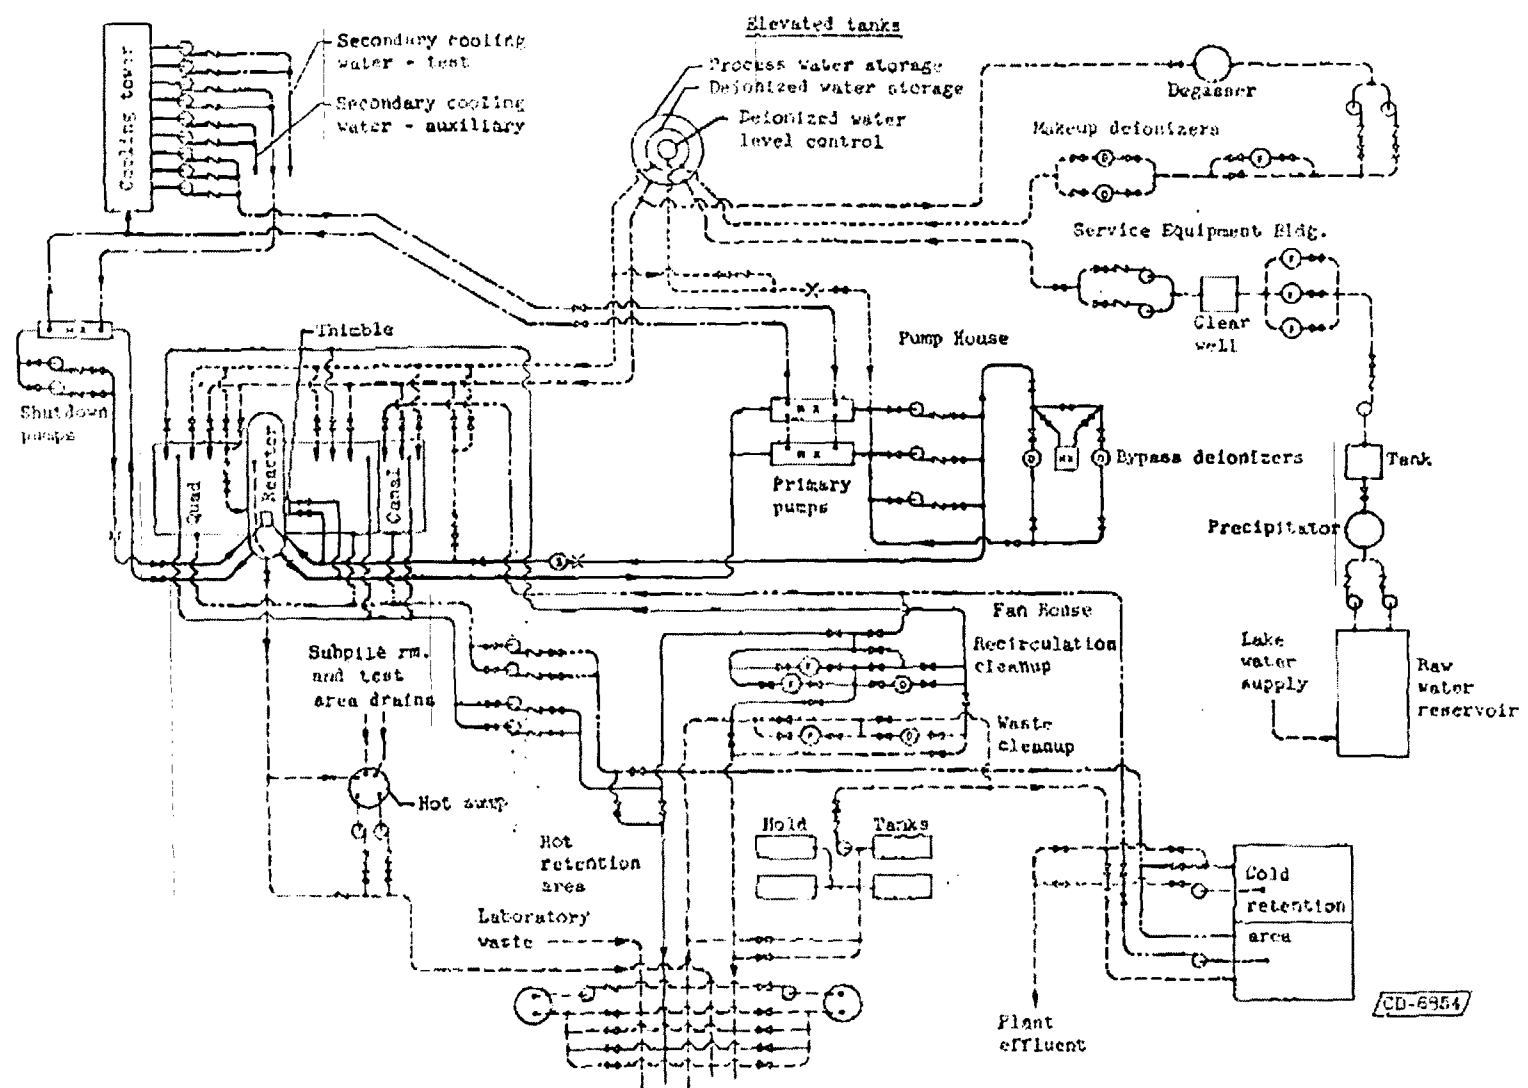 Elevated tanks
Secondary cooling
water - test
Secondary cooling
water - auxiliary
Cooling tower
Process water storage
Deionized water storage
Deionized water
level control
Degasser
Makeup deionizers
Service Equipment Bldg.
Clear
well
Thimble
Pump House
H X
Shutdown
pumps
Quad
Reactor
Canal
H X
H X
Primary
pumps
HX
Bypass deionizers
Tank
Precipitator
Fan House
Recirculation
cleanup
Lake
water
supply
Raw
water
reservoir
Subpile rm.
and test
area drains
Waste
cleanup
Hot sump
Hold
Tanks
Hot
retention
area
Cold
retention
area
Laboratory
waste
Plant
effluent
CD-6854